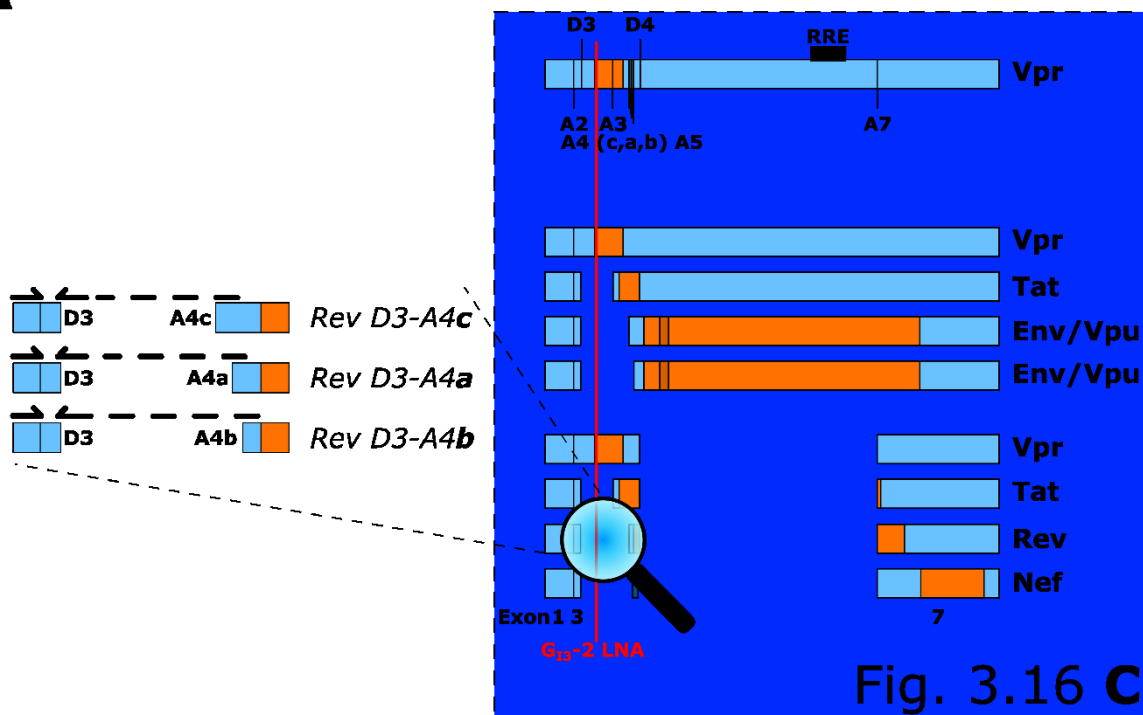 D3 D4
RRE
Vpr
A2 A3 A7
A4 (c,a,b) A5
Vpr
Tat
Env/Vpu
Env/Vpu
D3 A4c Rev D3-A4c
D3 A4a Rev D3-A4a
D3 A4b Rev D3-A4b
Vpr
Tat
Rev
Nef
Exon1 3 7
GI3-2 LNA
Fig. 3.16 C